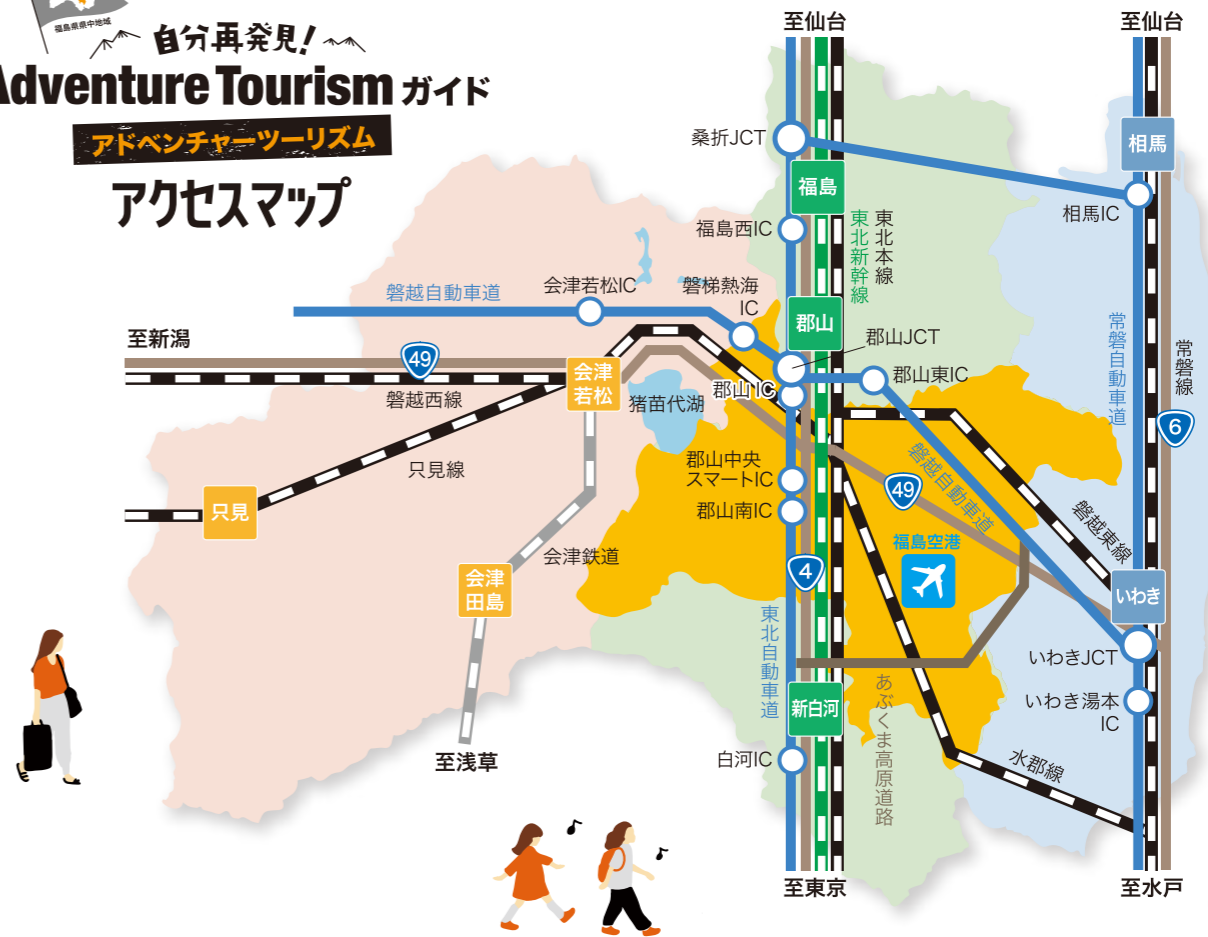 福島県県中地域
自分再発見!
Adventure Tourism ガイド
アドベンチャーツーリズム
アクセスマップ
至仙台
至仙台
桑折JCT
相馬
福島
相馬IC
福島西IC
東北新幹線
東北本線
会津若松IC
磐梯熱海
IC
磐越自動車道
郡山
常磐自動車道
常磐線
至新潟
49
郡山JCT
会津
若松
郡山東IC
郡山IC
磐越西線
猪苗代湖
6
只見線
郡山中央
スマートIC
磐越自動車道
49
只見
郡山南IC
磐越東線
福島空港
会津鉄道
4
会津
田島
いわき
東北自動車道
いわきJCT
あぶくま高原道路
新白河
いわき湯本
IC
至浅草
白河IC
水郡線
至東京
至水戸